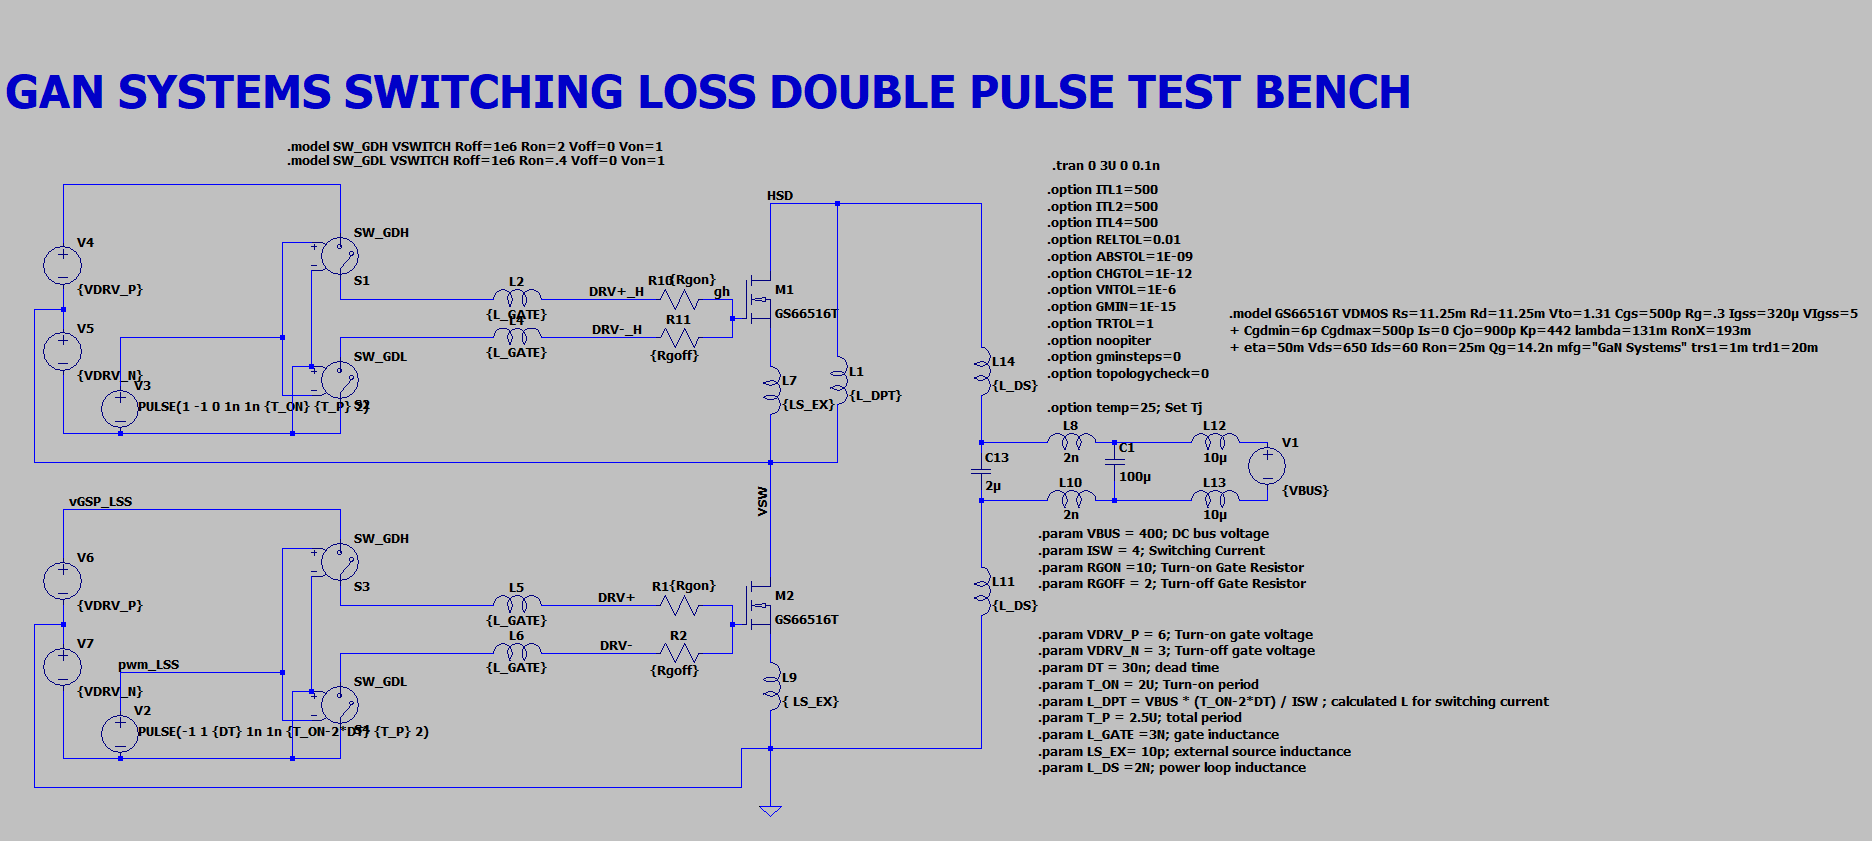 GAN SYSTEMS SWITCHING LOSS DOUBLE PULSE TEST BENCH
.model SW_GDH VSWITCH Roff=1e6 Ron=2 Voff=0 Von=1
.model SW_GDL VSWITCH Roff=1e6 Ron=.4 Voff=0 Von=1
V4
{VDRV_P}
V5
{VDRV_N}
V3
PULSE(1 -1 0 1n 1n {T_ON} {T_P} 2)
SW_GDH
S1
SW_GDL
S2
L2
{L_GATE}
L4
{L_GATE}
DRV+_H
DRV-_H
R10
{Rgon}
gh
R11
{Rgoff}
HSD
M1
GS66516T
L7
{LS_EX}
L1
{L_DPT}
VSW
vGSP_LSS
V6
{VDRV_P}
V7
{VDRV_N}
pwm_LSS
V2
PULSE(-1 1 {DT} 1n 1n {T_ON-2*DT} {T_P} 2)
SW_GDH
S3
SW_GDL
S4
L5
{L_GATE}
L6
{L_GATE}
DRV+
DRV-
R1
{Rgon}
R2
{Rgoff}
M2
GS66516T
L9
{ LS_EX}
L14
{L_DS}
C13
2µ
L11
{L_DS}
L8
2n
L10
2n
C1
100µ
L12
10µ
L13
10µ
V1
{VBUS}
.tran 0 3U 0 0.1n
.option ITL1=500
.option ITL2=500
.option ITL4=500
.option RELTOL=0.01
.option ABSTOL=1E-09
.option CHGTOL=1E-12
.option VNTOL=1E-6
.option GMIN=1E-15
.option TRTOL=1
.option noopiter
.option gminsteps=0
.option topologycheck=0
.option temp=25; Set Tj
.model GS66516T VDMOS Rs=11.25m Rd=11.25m Vto=1.31 Cgs=500p Rg=.3 Igss=320µ VIgss=5
+ Cgdmin=6p Cgdmax=500p Is=0 Cjo=900p Kp=442 lambda=131m RonX=193m
+ eta=50m Vds=650 Ids=60 Ron=25m Qg=14.2n mfg="GaN Systems" trs1=1m trd1=20m
.param VBUS = 400; DC bus voltage
.param ISW = 4; Switching Current
.param RGON =10; Turn-on Gate Resistor
.param RGOFF = 2; Turn-off Gate Resistor
.param VDRV_P = 6; Turn-on gate voltage
.param VDRV_N = 3; Turn-off gate voltage
.param DT = 30n; dead time
.param T_ON = 2U; Turn-on period
.param L_DPT = VBUS * (T_ON-2*DT) / ISW ; calculated L for switching current
.param T_P = 2.5U; total period
.param L_GATE =3N; gate inductance
.param LS_EX= 10p; external source inductance
.param L_DS =2N; power loop inductance